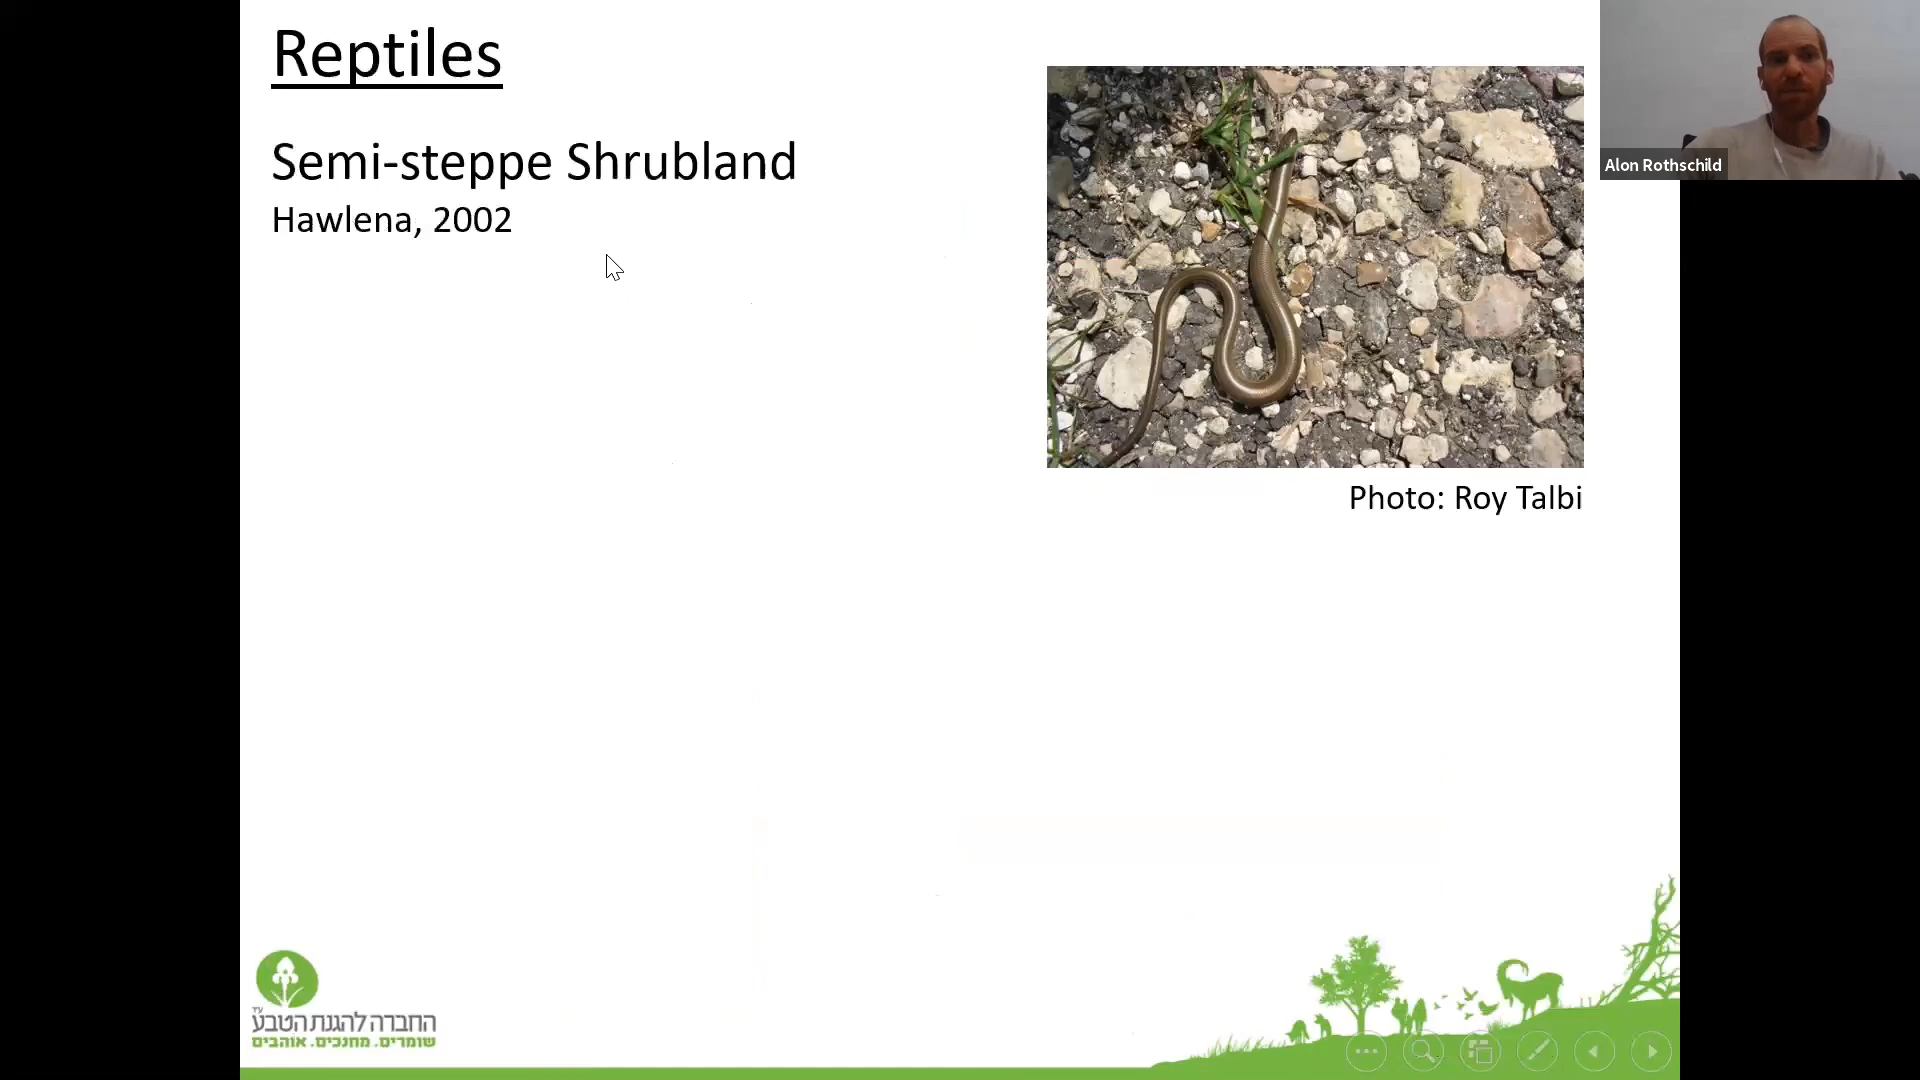 Reptiles
Semi-steppe Shrubland
Hawlena, 2002
Alon Rothschild
Photo: Roy Talbi
החברה להגנת הטבע ע״ר
שומרים. מחנכים. אוהבים